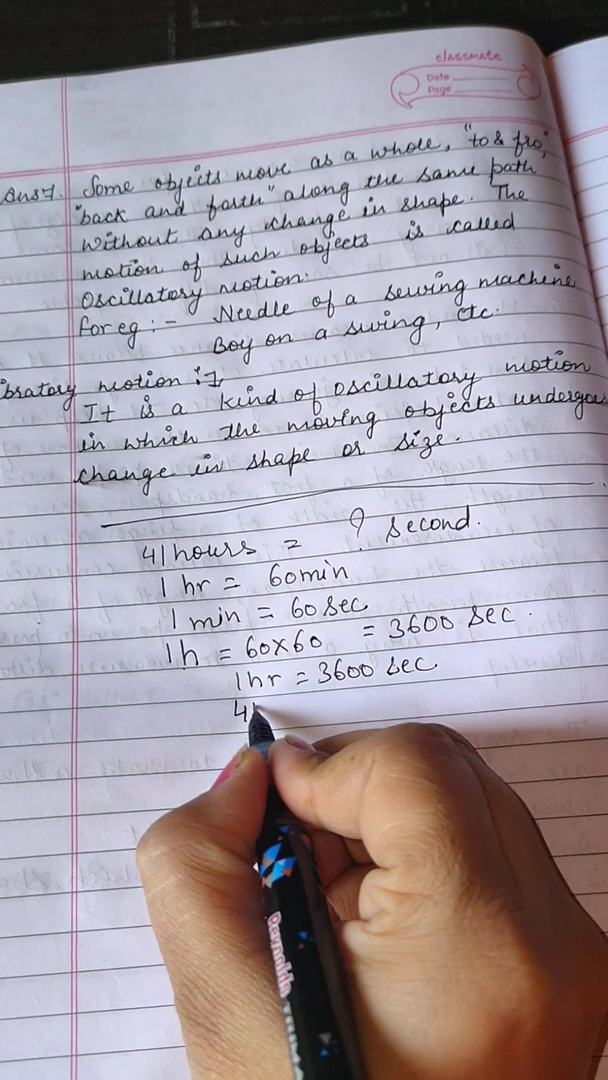 classmate
Date
Page
Ans7. Some objects move as a whole, "to & fro",
"back and forth" along the same path
without any change in shape. The
motion of such objects is called
Oscillatory motion.
for eg :- Needle of a sewing machine
Boy on a swing, etc.
bratory motion :]
It is a kind of oscillatory motion
in which the moving objects undergoes
change in shape or size.
41 hours = ? second.
1 hr = 60min
1 min = 60 sec
1h = 60x60 = 3600 sec.
1hr = 3600 sec
4
Reynolds